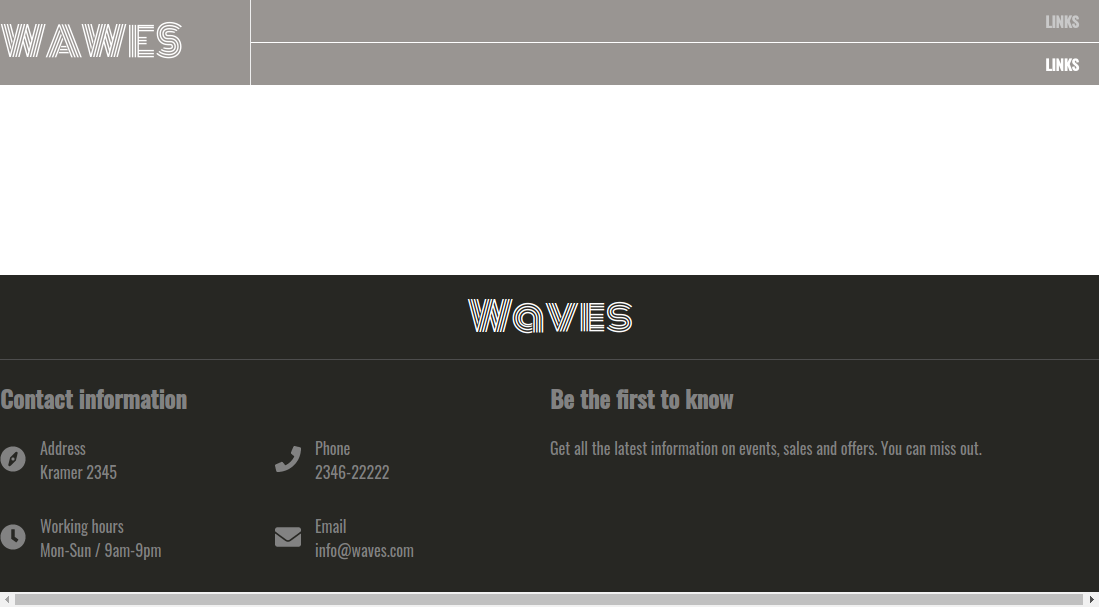 WAWES
LINKS
LINKS
Waves
Contact information
Be the first to know
Address
Kramer 2345
Phone
2346-22222
Get all the latest information on events, sales and offers. You can miss out.
Working hours
Mon-Sun / 9am-9pm
Email
info@waves.com